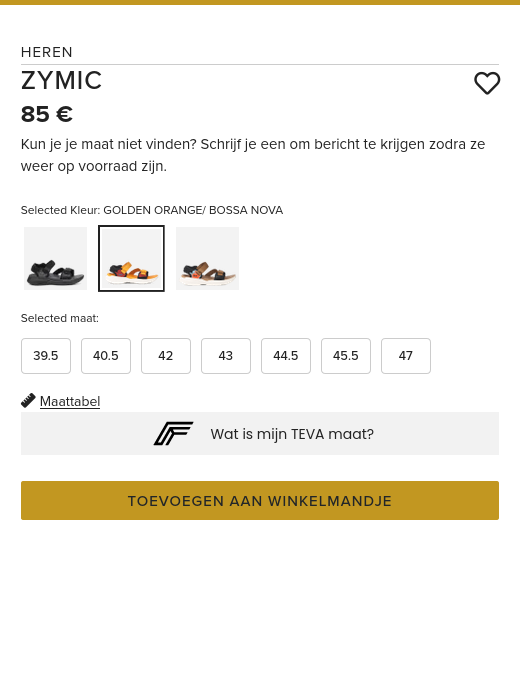 HEREN
ZYMIC
85 €
Kun je je maat niet vinden? Schrijf je een om bericht te krijgen zodra ze
weer op voorraad zijn.
Selected Kleur: GOLDEN ORANGE/ BOSSA NOVA
Selected maat:
39.5 40.5 42 43 44.5 45.5 47
Maattabel
Wat is mijn TEVA maat?
TOEVOEGEN AAN WINKELMANDJE